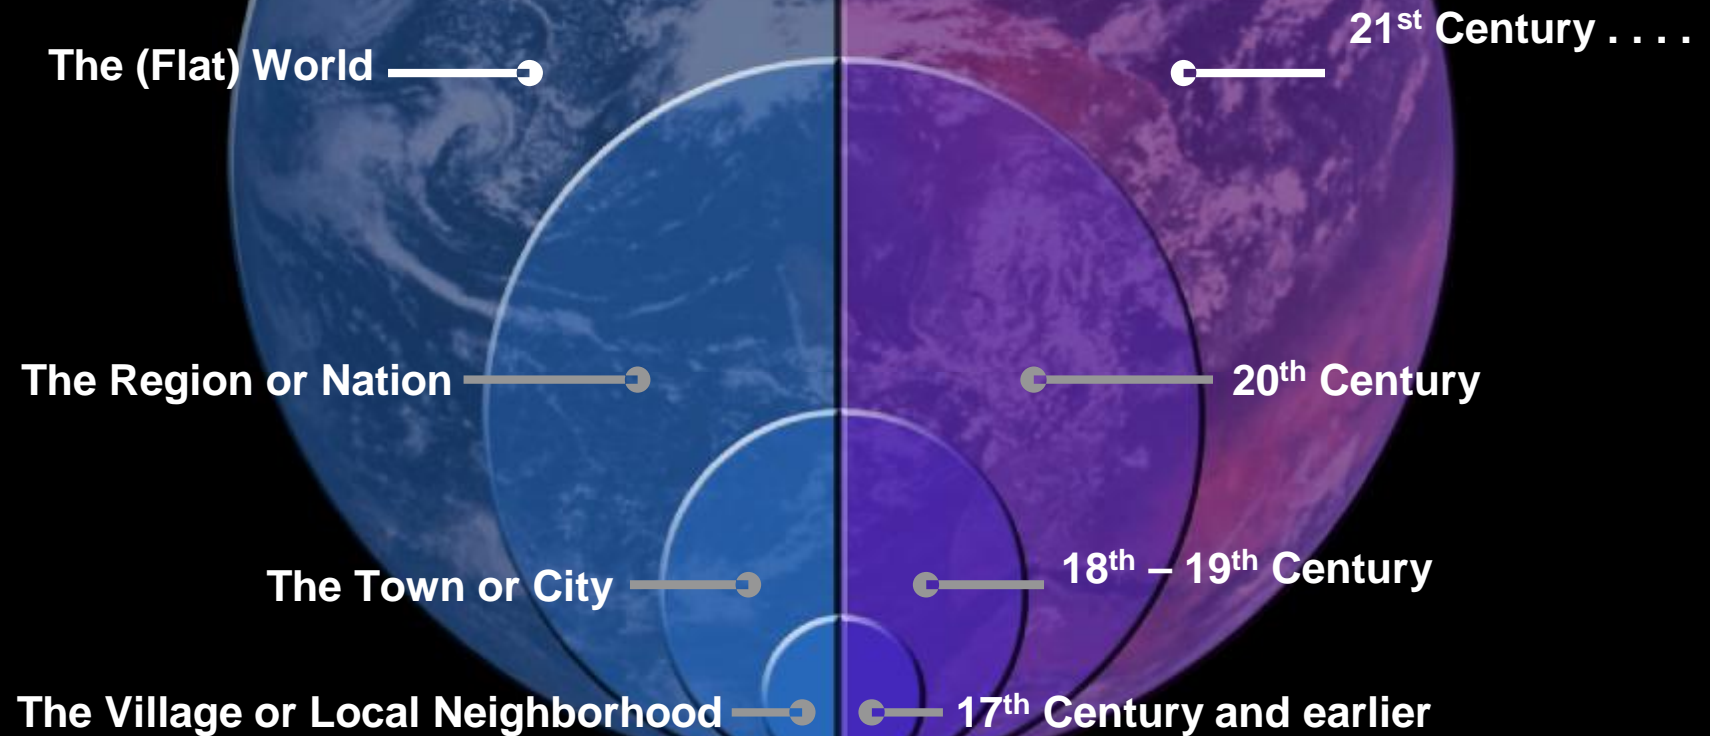 The (Flat) World
21st Century . . . .
The Region or Nation
20th Century
The Town or City
18th – 19th Century
The Village or Local Neighborhood
17th Century and earlier